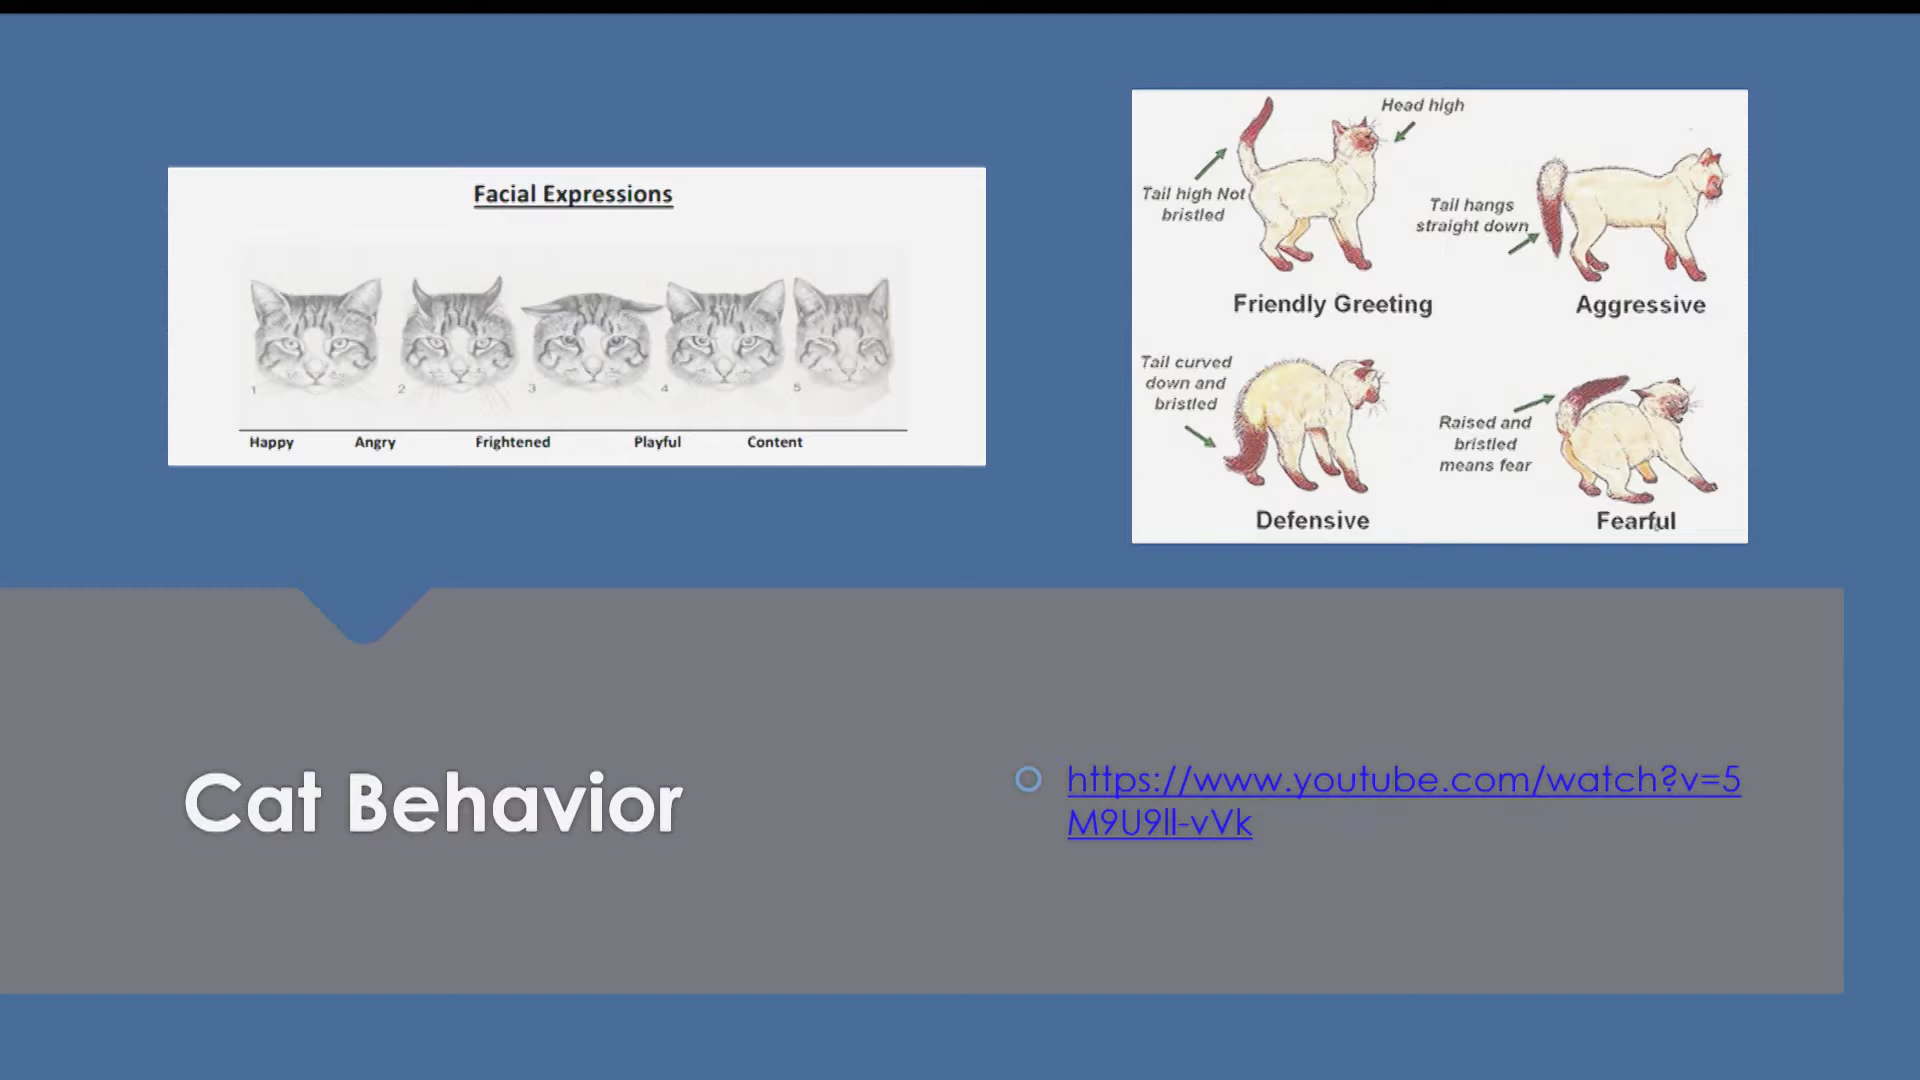 Facial Expressions
1 2 3 4 5
Happy Angry Frightened Playful Content
Head high
Tail high Not
bristled
Friendly Greeting
Tail hangs
straight down
Aggressive
Tail curved
down and
bristled
Defensive
Raised and
bristled
means fear
Fearful
Cat Behavior
https://www.youtube.com/watch?v=5
M9U9ll-vVk